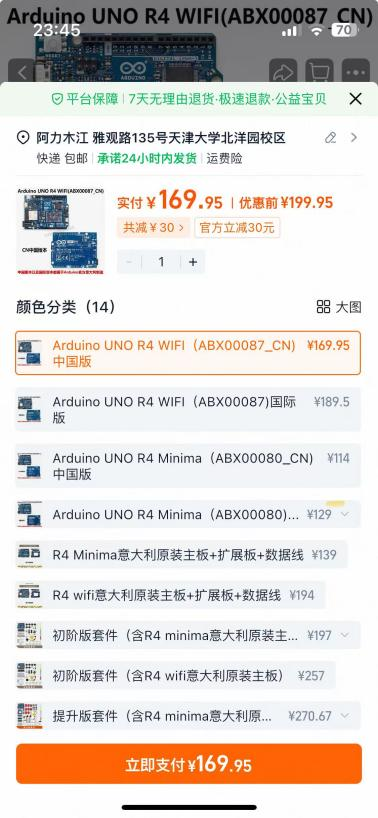 Arduino UNO R4 WIFI(ABX00087_CN)
23:45
70
ARDUINO
平台保障 | 7天无理由退货·极速退款·公益宝贝
阿力木江 雅观路135号天津大学北洋园校区
快递 包邮 | 承诺24小时内发货 | 运费险
Arduino UNO R4 WIFI(ABX00087_CN)
CN中国版本
实付¥169.95 | 优惠前¥199.95
共减¥30 >
官方立减30元
- 1 +
颜色分类（14）
大图
Arduino UNO R4 WIFI（ABX00087_CN）
中国版
¥169.95
Arduino UNO R4 WIFI（ABX00087)国际
版
¥189.5
Arduino UNO R4 Minima（ABX00080_CN）
中国版
¥114
Arduino UNO R4 Minima（ABX00080)...
¥129
R4 Minima意大利原装主板+扩展板+数据线 ¥139
R4 wifi意大利原装主板+扩展板+数据线 ¥194
初阶版套件（含R4 minima意大利原装主... ¥197
初阶版套件（含R4 wifi意大利原装主板） ¥257
提升版套件（含R4 minima意大利原... ¥270.67
立即支付¥169.95